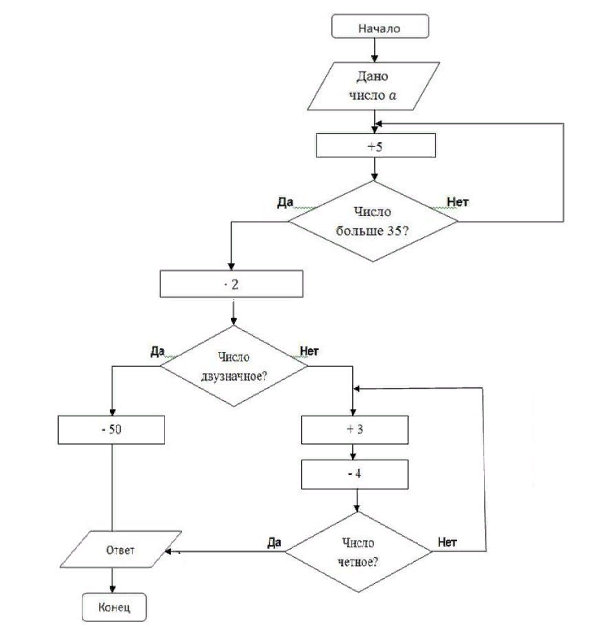 Начало
Дано
число а
+5
Да
Нет
Число
больше 35?
- 2
Да
Нет
Число
двузначное?
- 50
+ 3
- 4
Да
Нет
Число
четное?
Ответ
Конец